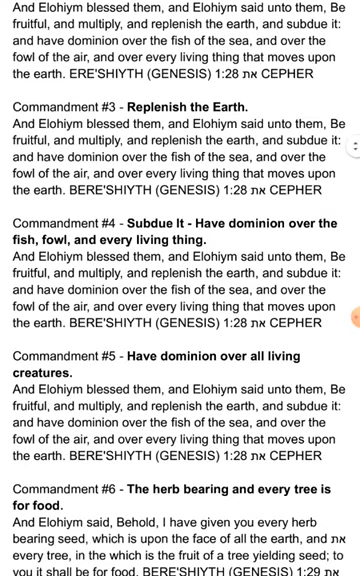 And Elohiym blessed them, and Elohiym said unto them, Be
fruitful, and multiply, and replenish the earth, and subdue it:
and have dominion over the fish of the sea, and over the
fowl of the air, and over every living thing that moves upon
the earth. ERE'SHIYTH (GENESIS) 1:28 את CEPHER
Commandment #3 - Replenish the Earth.
And Elohiym blessed them, and Elohiym said unto them, Be
fruitful, and multiply, and replenish the earth, and subdue it:
and have dominion over the fish of the sea, and over the
fowl of the air, and over every living thing that moves upon
the earth. BERE'SHIYTH (GENESIS) 1:28 את CEPHER
Commandment #4 - Subdue It - Have dominion over the
fish, fowl, and every living thing.
And Elohiym blessed them, and Elohiym said unto them, Be
fruitful, and multiply, and replenish the earth, and subdue it:
and have dominion over the fish of the sea, and over the
fowl of the air, and over every living thing that moves upon
the earth. BERE'SHIYTH (GENESIS) 1:28 את CEPHER
Commandment #5 - Have dominion over all living
creatures.
And Elohiym blessed them, and Elohiym said unto them, Be
fruitful, and multiply, and replenish the earth, and subdue it:
and have dominion over the fish of the sea, and over the
fowl of the air, and over every living thing that moves upon
the earth. BERE'SHIYTH (GENESIS) 1:28 את CEPHER
Commandment #6 - The herb bearing and every tree is
for food.
And Elohiym said, Behold, I have given you every herb
bearing seed, which is upon the face of all the earth, and את
every tree, in the which is the fruit of a tree yielding seed; to
you it shall be for food. BERE'SHIYTH (GENESIS) 1:29 את